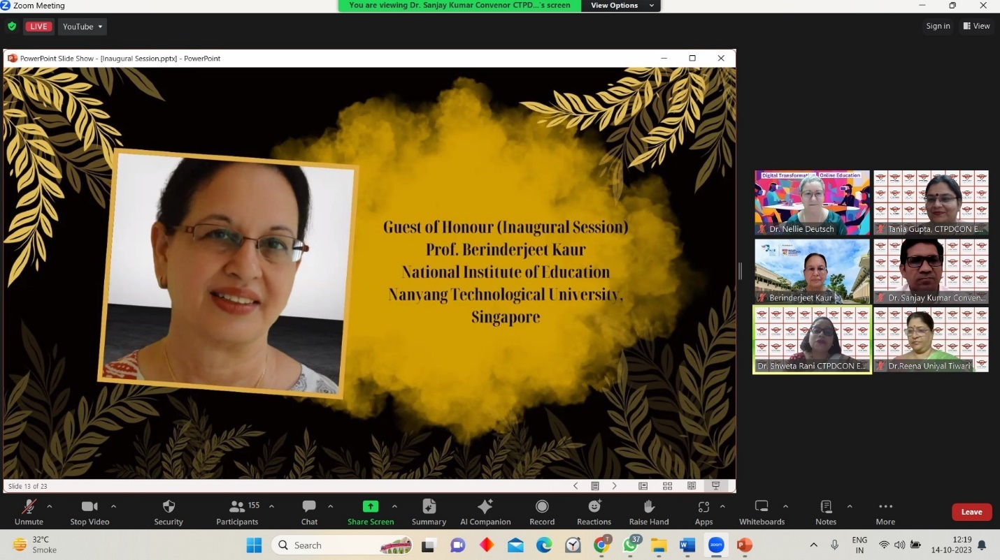 Zoom Meeting
You are viewing Dr. Sanjay Kumar Convenor CTPD...'s screen
View Options
LIVE
YouTube
Sign in
View
PowerPoint Slide Show - [Inaugural Session.pptx] - PowerPoint
Guest of Honour (Inaugural Session)
Prof. Berinderjeet Kaur
National Institute of Education
Nanyang Technological University,
Singapore
Digital Transformati
Online Education
Dr. Nellie Deutsch
Tania Gupta, CTPDCON E...
NIE
Berinderjeet Kaur
Dr. Sanjay Kumar Conven...
Dr. Shweta Rani CTPDCON E...
Dr.Reena Uniyal Tiwari
Slide 13 of 23
155
Unmute
Stop Video
Security
Participants
Chat
Share Screen
Summary
AI Companion
Record
Reactions
Raise Hand
Apps
Whiteboards
Notes
More
Leave
32°C
Smoke
Search
T
37
zoom
ENG
IN
12:19
14-10-2023